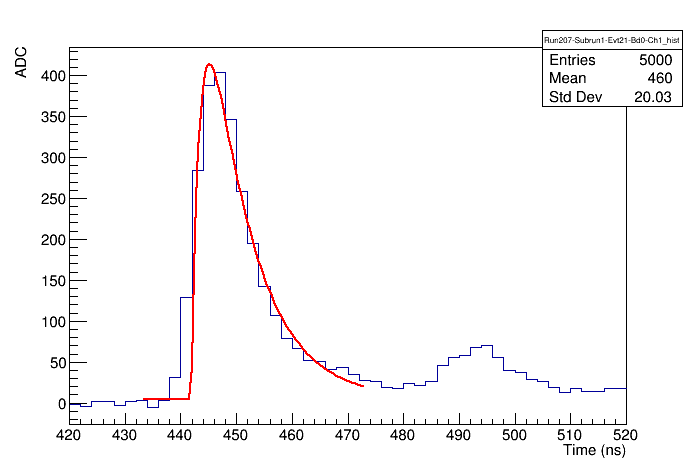 Run207-Subrun1-Evt21-Bd0-Ch1_hist
Entries 5000
Mean 460
Std Dev 20.03
ADC
400
350
300
250
200
150
100
50
0
420 430 440 450 460 470 480 490 500 510 520
Time (ns)